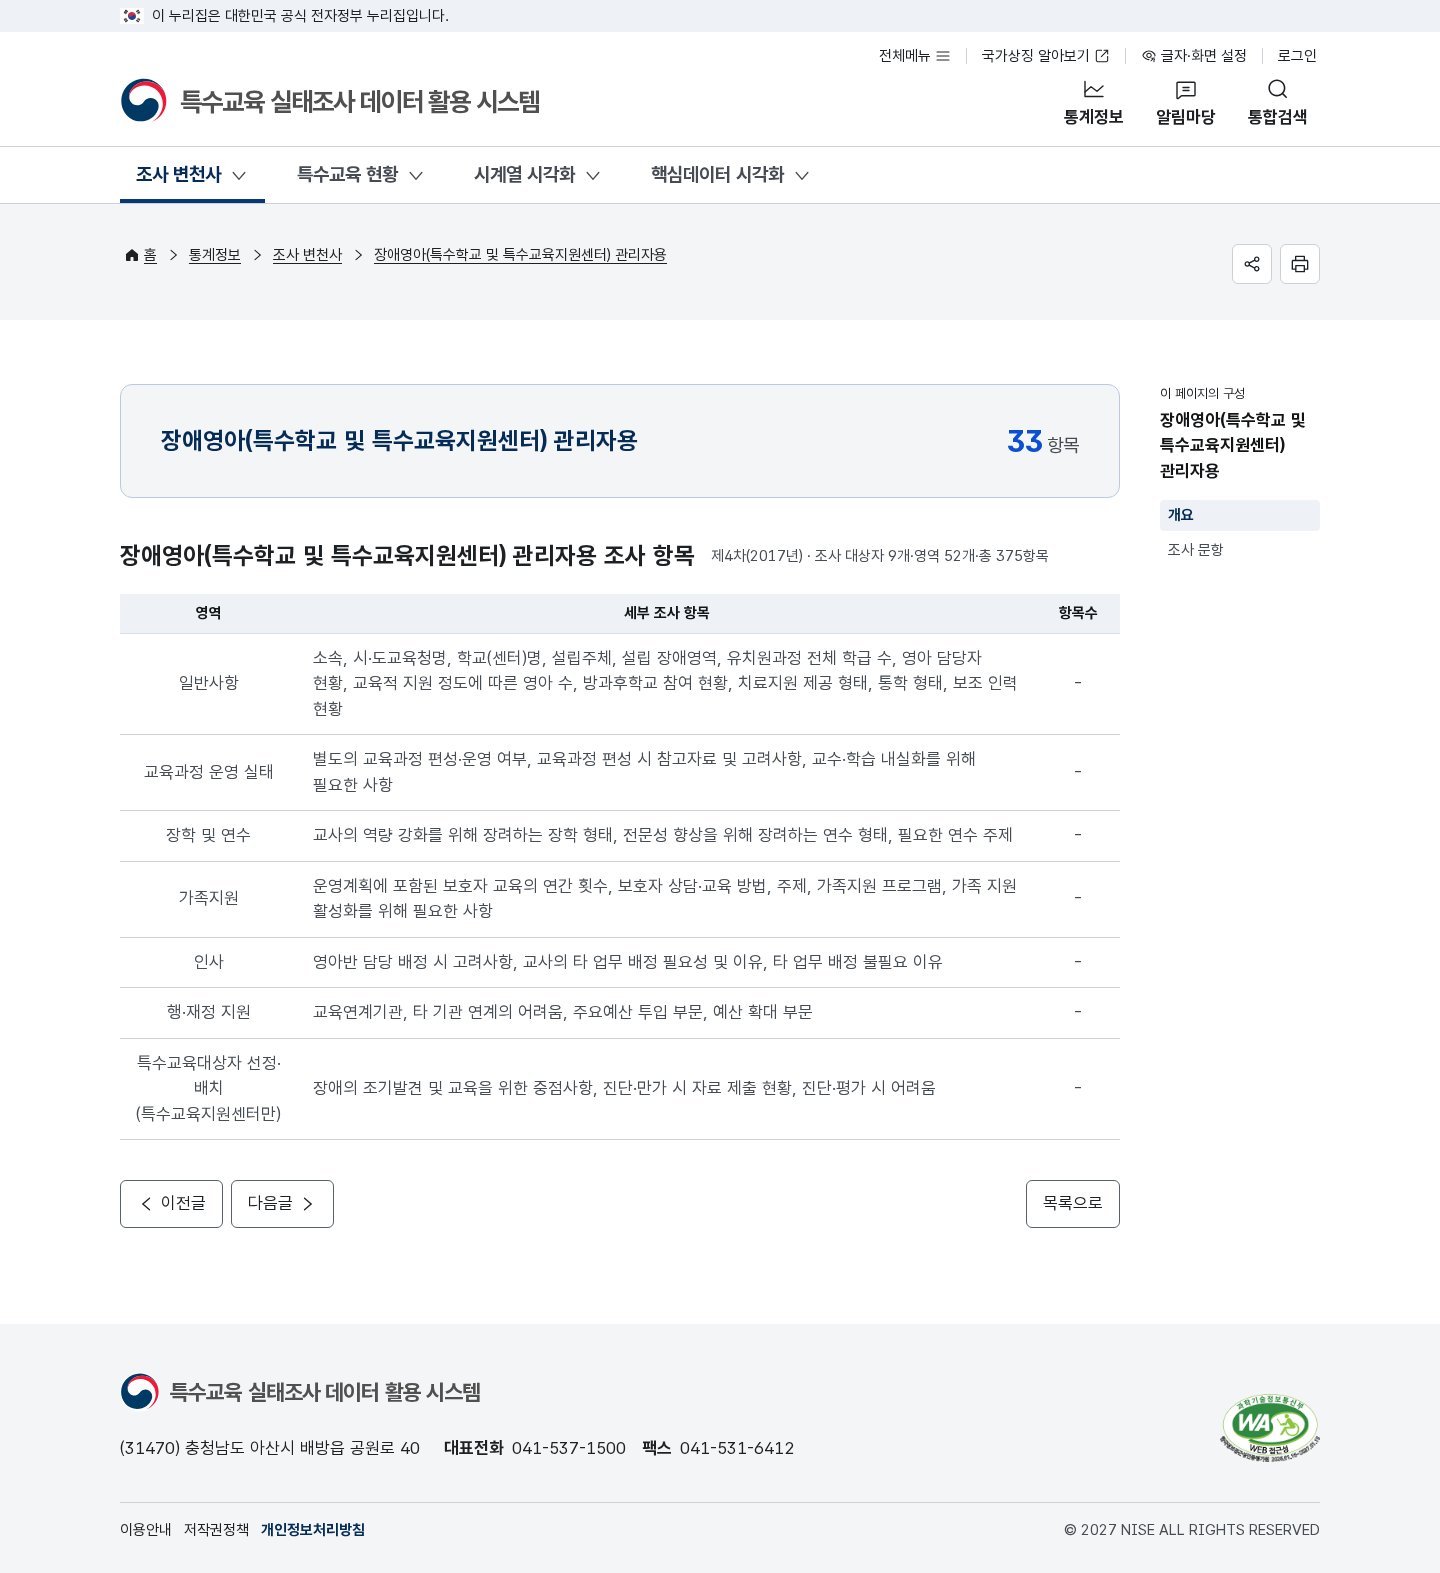 이 누리집은 대한민국 공식 전자정부 누리집입니다.
전체메뉴
국가상징 알아보기
글자·화면 설정
로그인
특수교육 실태조사 데이터 활용 시스템
통계정보
알림마당
통합검색
조사 변천사
특수교육 현황
시계열 시각화
핵심데이터 시각화
홈
통계정보
조사 변천사
장애영아(특수학교 및 특수교육지원센터) 관리자용
장애영아(특수학교 및 특수교육지원센터) 관리자용
33 항목
이 페이지의 구성
장애영아(특수학교 및
특수교육지원센터)
관리자용
개요
조사 문항
장애영아(특수학교 및 특수교육지원센터) 관리자용 조사 항목
제4차(2017년) · 조사 대상자 9개·영역 52개·총 375항목
영역
세부 조사 항목
항목수
일반사항
소속, 시·도교육청명, 학교(센터)명, 설립주체, 설립 장애영역, 유치원과정 전체 학급 수, 영아 담당자
현황, 교육적 지원 정도에 따른 영아 수, 방과후학교 참여 현황, 치료지원 제공 형태, 통학 형태, 보조 인력
현황
-
교육과정 운영 실태
별도의 교육과정 편성·운영 여부, 교육과정 편성 시 참고자료 및 고려사항, 교수·학습 내실화를 위해
필요한 사항
-
장학 및 연수
교사의 역량 강화를 위해 장려하는 장학 형태, 전문성 향상을 위해 장려하는 연수 형태, 필요한 연수 주제
-
가족지원
운영계획에 포함된 보호자 교육의 연간 횟수, 보호자 상담·교육 방법, 주제, 가족지원 프로그램, 가족 지원
활성화를 위해 필요한 사항
-
인사
영아반 담당 배정 시 고려사항, 교사의 타 업무 배정 필요성 및 이유, 타 업무 배정 불필요 이유
-
행·재정 지원
교육연계기관, 타 기관 연계의 어려움, 주요예산 투입 부문, 예산 확대 부문
-
특수교육대상자 선정·
배치
(특수교육지원센터만)
장애의 조기발견 및 교육을 위한 중점사항, 진단·만가 시 자료 제출 현황, 진단·평가 시 어려움
-
이전글
다음글
목록으로
특수교육 실태조사 데이터 활용 시스템
(31470) 충청남도 아산시 배방읍 공원로 40 대표전화 041-537-1500 팩스 041-531-6412
과학기술정보통신부
WA
WEB 접근성
이용안내
저작권정책
개인정보처리방침
© 2027 NISE ALL RIGHTS RESERVED